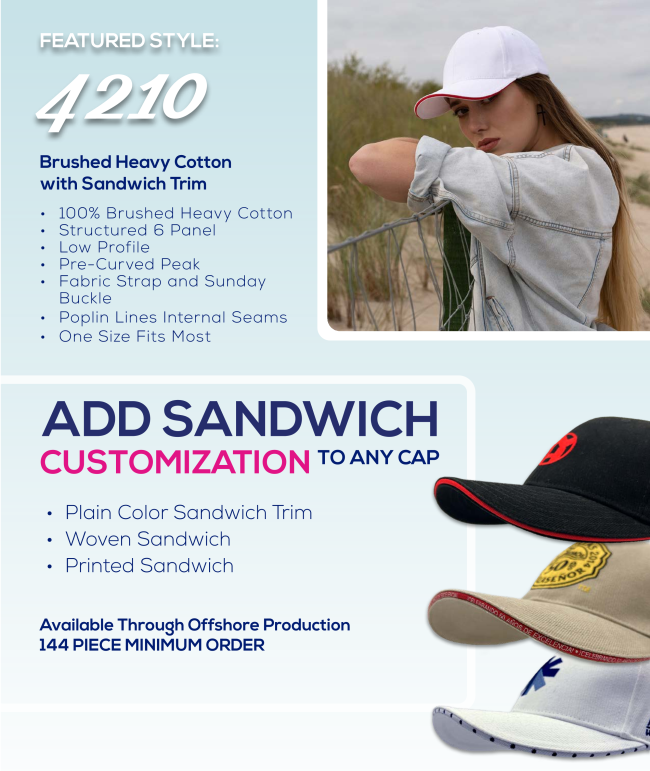 FEATURED STYLE:
4210
Brushed Heavy Cotton
with Sandwich Trim
• 100% Brushed Heavy Cotton
• Structured 6 Panel
• Low Profile
• Pre-Curved Peak
• Fabric Strap and Sunday
Buckle
• Poplin Lines Internal Seams
• One Size Fits Most
ADD SANDWICH
CUSTOMIZATION TO ANY CAP
• Plain Color Sandwich Trim
• Woven Sandwich
• Printed Sandwich
Available Through Offshore Production
144 PIECE MINIMUM ORDER